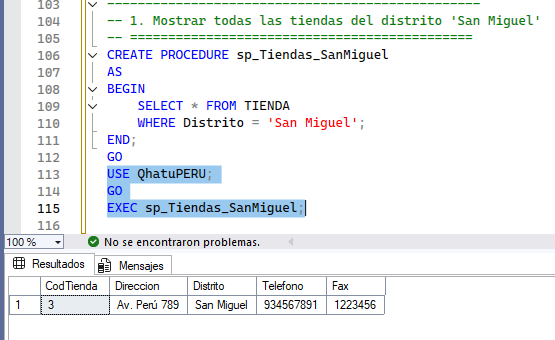 103 -- ================================================
104 -- 1. Mostrar todas las tiendas del distrito 'San Miguel'
105 -- =============================================
106 CREATE PROCEDURE sp_Tiendas_SanMiguel
107 AS
108 BEGIN
109 SELECT * FROM TIENDA
110 WHERE Distrito = 'San Miguel';
111 END;
112 GO
113 USE QhatuPERU;
114 GO
115 EXEC sp_Tiendas_SanMiguel;
116
100 % No se encontraron problemas.
Resultados Mensajes
CodTienda Direccion Distrito Telefono Fax
1 3 Av. Perú 789 San Miguel 934567891 1223456